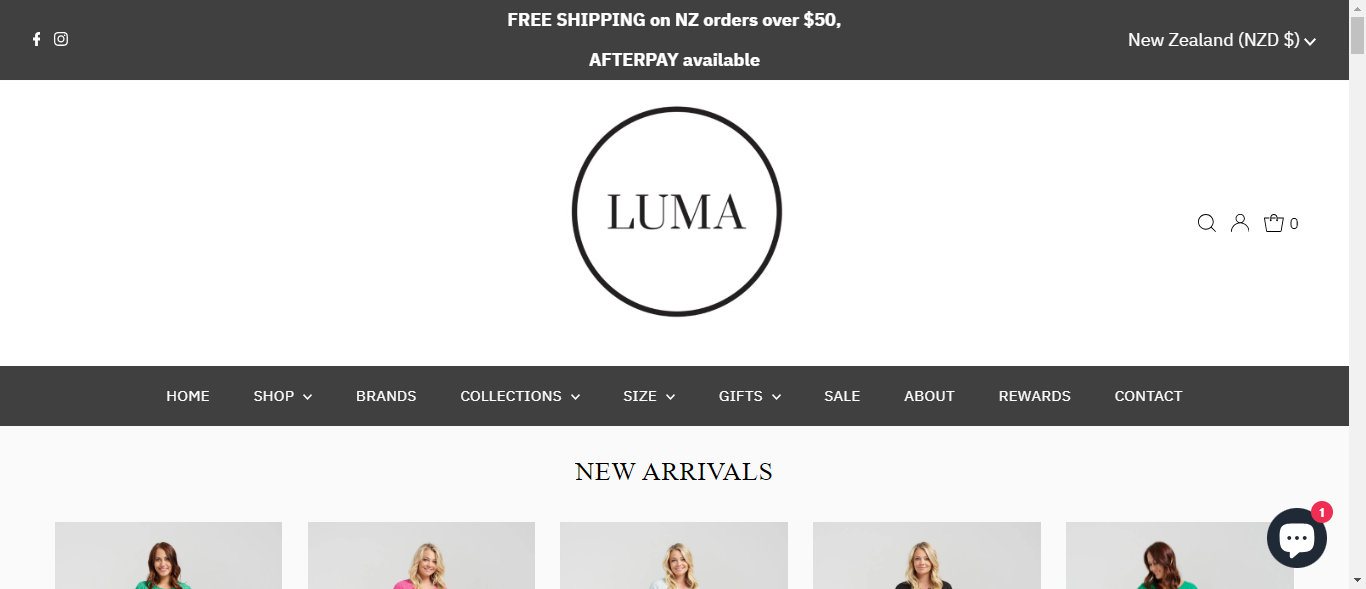 FREE SHIPPING on NZ orders over $50,
AFTERPAY available
New Zealand (NZD $)
LUMA
0
HOME SHOP BRANDS COLLECTIONS SIZE GIFTS SALE ABOUT REWARDS CONTACT
NEW ARRIVALS
1